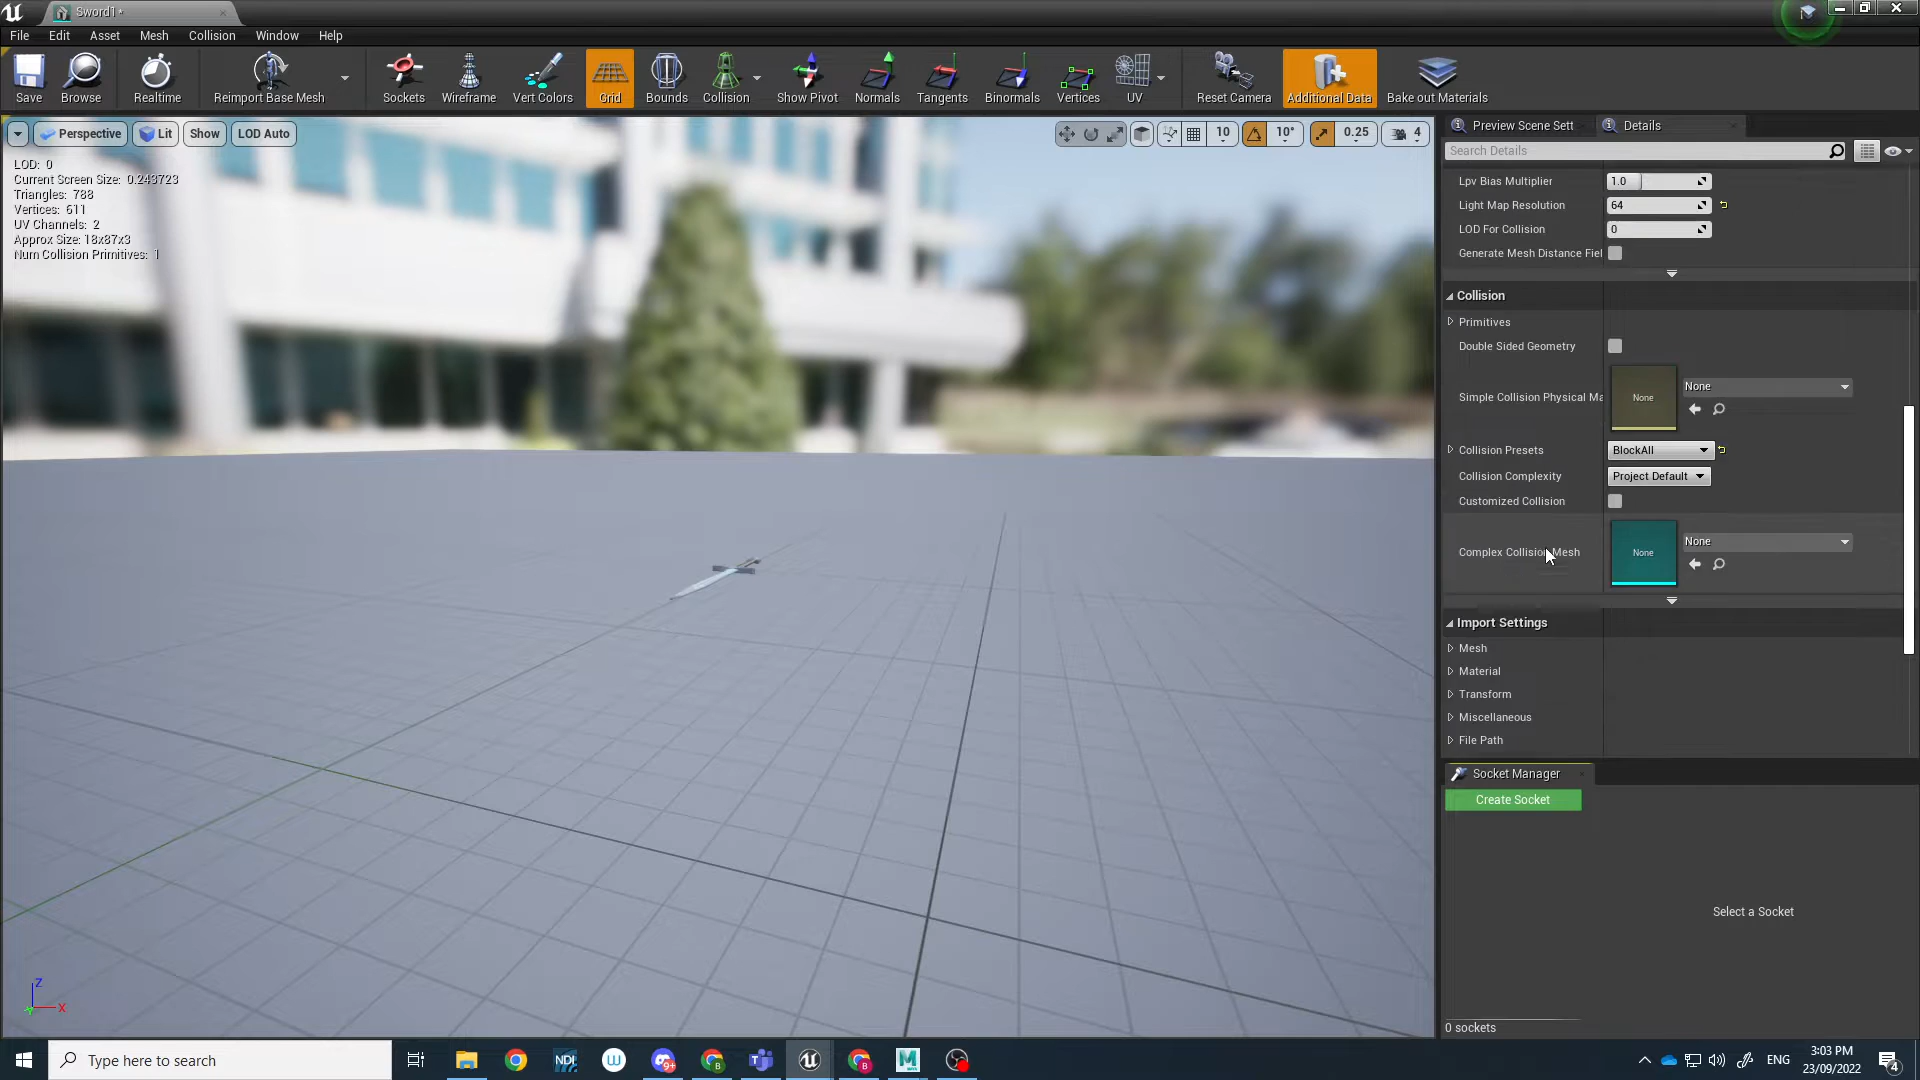 Sword1*
File Edit Asset Mesh Collision Window Help
Save Browse Realtime Reimport Base Mesh Sockets Wireframe Vert Colors Grid Bounds Collision Show Pivot Normals Tangents Binormals Vertices UV Reset Camera Additional Data Bake out Materials
Perspective Lit Show LOD Auto 10 10° 0.25 4
LOD: 0
Current Screen Size: 0.243723
Triangles: 788
Vertices: 611
UV Channels: 2
Approx Size: 18x87x3
Num Collision Primitives: 1
Preview Scene Sett Details
Search Details
Lpv Bias Multiplier 1.0
Light Map Resolution 64
LOD For Collision 0
Generate Mesh Distance Fiel
Collision
Primitives
Double Sided Geometry
Simple Collision Physical Ma None None
Collision Presets BlockAll
Collision Complexity Project Default
Customized Collision
Complex Collision Mesh None None
Import Settings
Mesh
Material
Transform
Miscellaneous
File Path
Socket Manager
Create Socket
Select a Socket
0 sockets
Z
X
Type here to search
NDI
9+
ENG
3:03 PM
23/09/2022
4